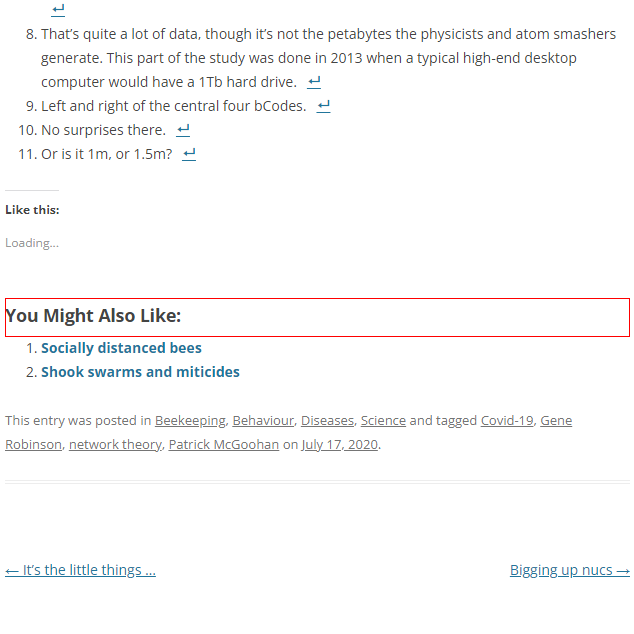 ↵
8. That’s quite a lot of data, though it’s not the petabytes the physicists and atom smashers
generate. This part of the study was done in 2013 when a typical high-end desktop
computer would have a 1Tb hard drive. ↵
9. Left and right of the central four bCodes. ↵
10. No surprises there. ↵
11. Or is it 1m, or 1.5m? ↵
Like this:
Loading...
You Might Also Like:
1. Socially distanced bees
2. Shook swarms and miticides
This entry was posted in Beekeeping, Behaviour, Diseases, Science and tagged Covid-19, Gene
Robinson, network theory, Patrick McGoohan on July 17, 2020.
← It’s the little things … Bigging up nucs →